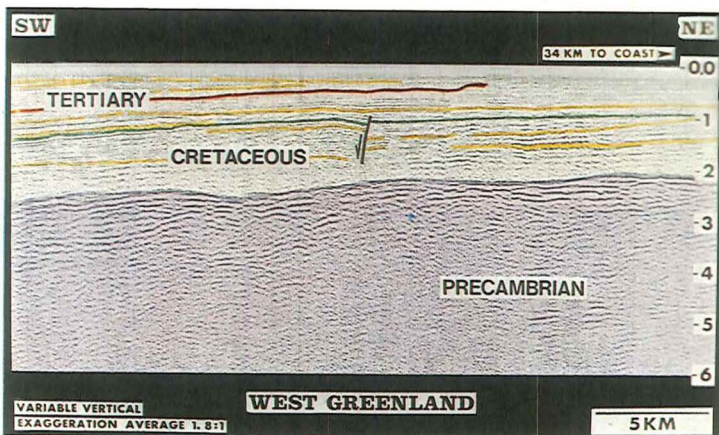 SW
NE
34 KM TO COAST
0.0
TERTIARY
-1
CRETACEOUS
-2
-3
PRECAMBRIAN
-4
-5
-6
WEST GREENLAND
VARIABLE VERTICAL
EXAGGERATION AVERAGE 1.8:1
5KM